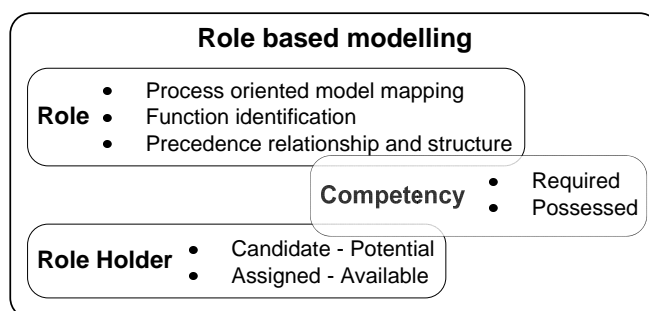 Role based modelling
• Process oriented model mapping
Role • Function identification
• Precedence relationship and structure
Competency • Required
• Possessed
Role Holder • Candidate - Potential
• Assigned - Available